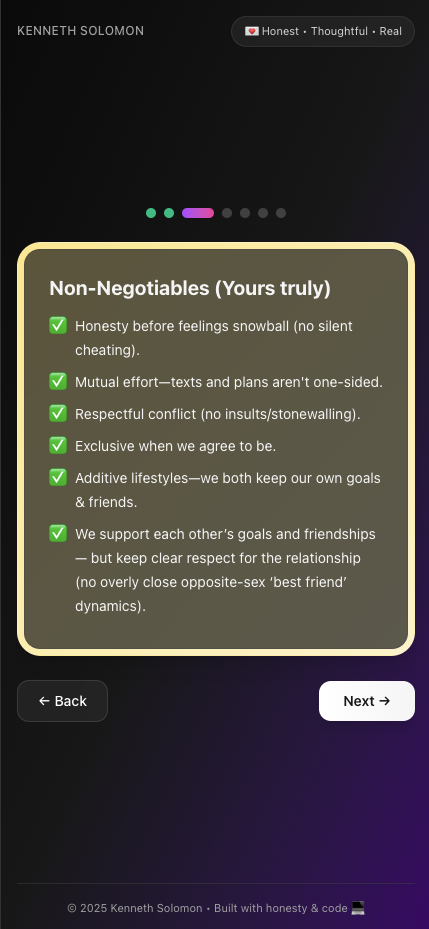 KENNETH SOLOMON
💌 Honest • Thoughtful • Real
Non-Negotiables (Yours truly)
✅ Honesty before feelings snowball (no silent
cheating).
✅ Mutual effort—texts and plans aren't one-sided.
✅ Respectful conflict (no insults/stonewalling).
✅ Exclusive when we agree to be.
✅ Additive lifestyles—we both keep our own goals
& friends.
✅ We support each other’s goals and friendships
— but keep clear respect for the relationship
(no overly close opposite-sex ‘best friend’
dynamics).
← Back
Next →
© 2025 Kenneth Solomon • Built with honesty & code 💻